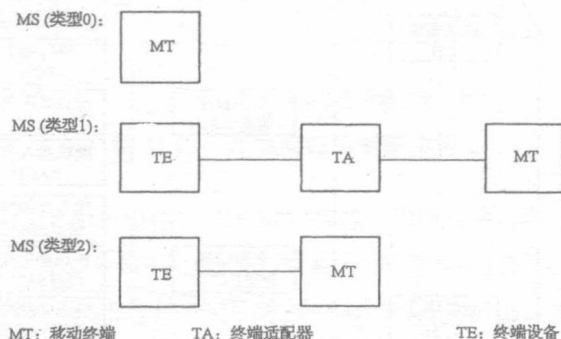 MS (类型0):
MT
MS (类型1):
TE TA MT
MS (类型2):
TE MT
MT: 移动终端 TA: 终端适配器 TE: 终端设备